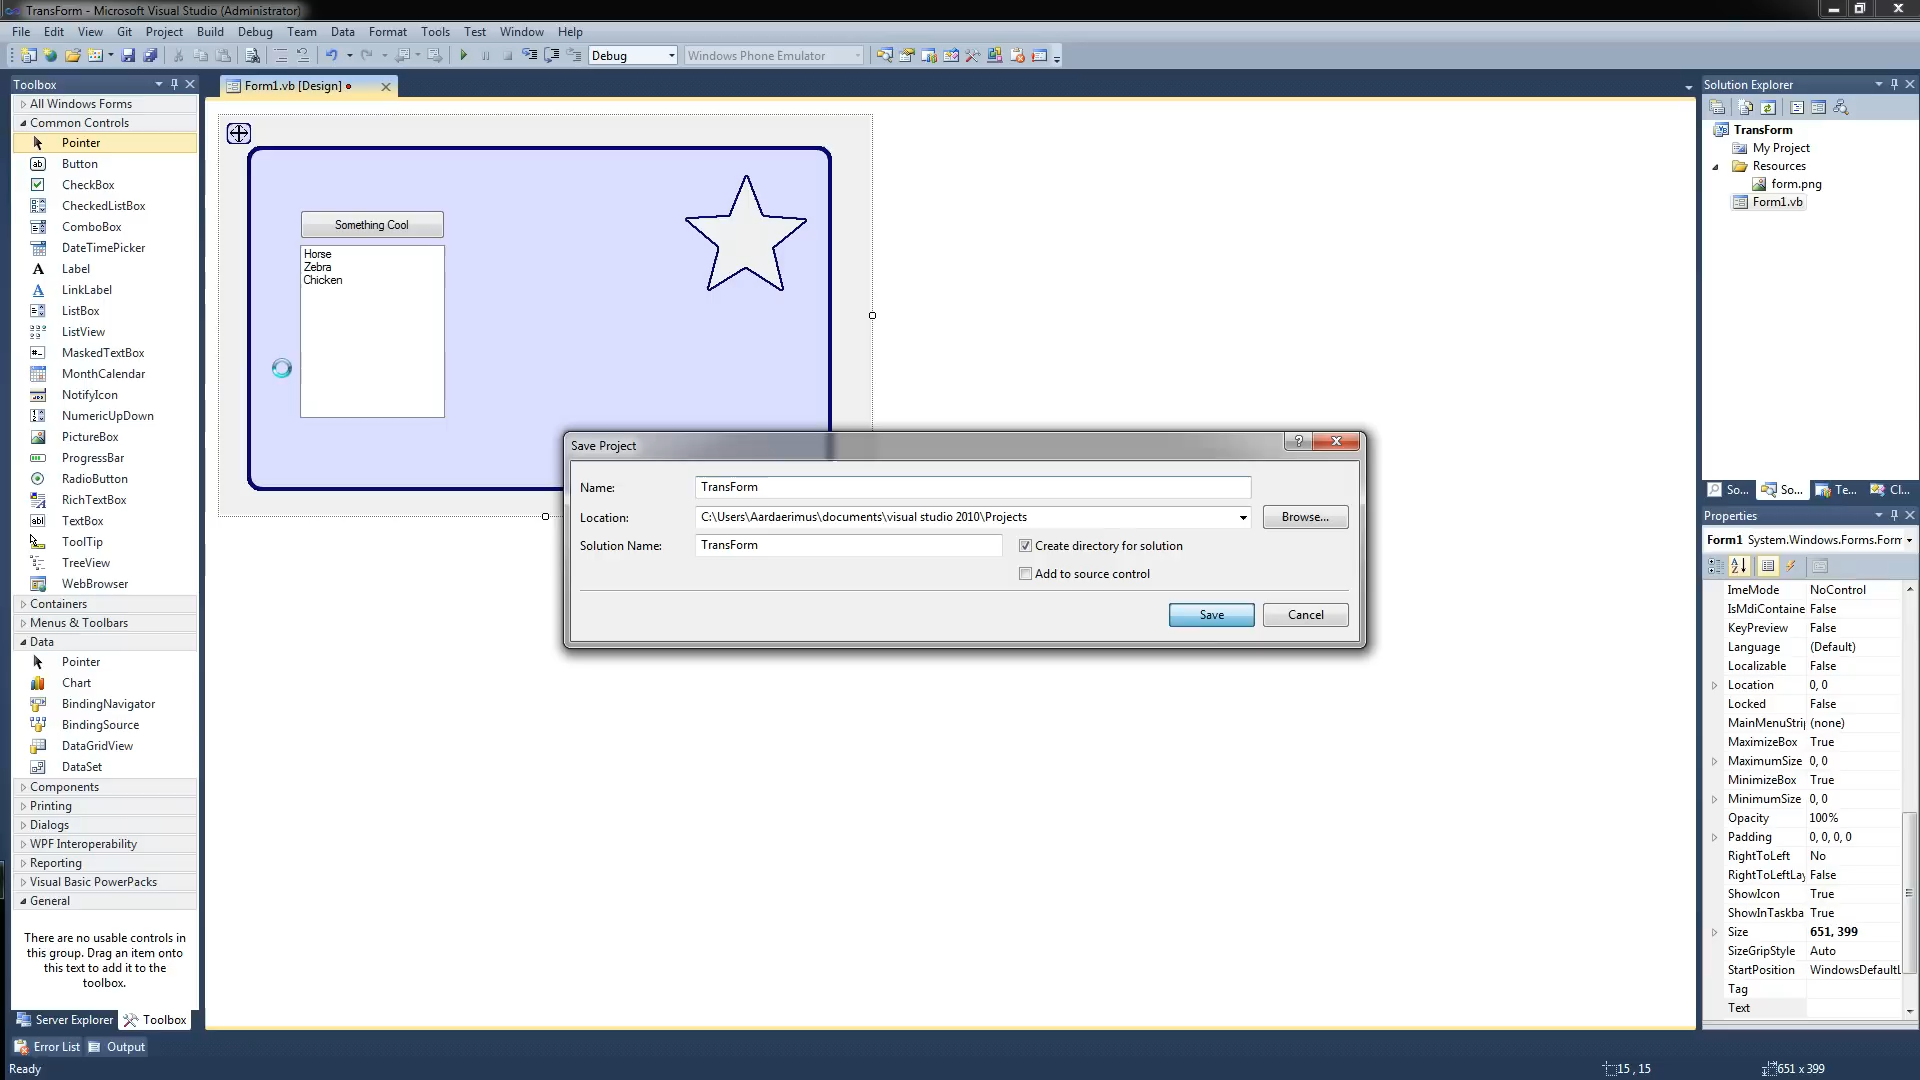 TransForm - Microsoft Visual Studio (Administrator)
File Edit View Git Project Build Debug Team Data Format Tools Test Window Help
Debug Windows Phone Emulator
Toolbox
All Windows Forms
Common Controls
Pointer
Button
CheckBox
CheckedListBox
ComboBox
DateTimePicker
Label
LinkLabel
ListBox
ListView
MaskedTextBox
MonthCalendar
NotifyIcon
NumericUpDown
PictureBox
ProgressBar
RadioButton
RichTextBox
TextBox
ToolTip
TreeView
WebBrowser
Containers
Menus & Toolbars
Data
Pointer
Chart
BindingNavigator
BindingSource
DataGridView
DataSet
Components
Printing
Dialogs
WPF Interoperability
Reporting
Visual Basic PowerPacks
General
There are no usable controls in
this group. Drag an item onto
this text to add it to the
toolbox.
Server Explorer Toolbox
Error List Output
Ready
Form1.vb [Design]
Something Cool
Horse
Zebra
Chicken
Save Project
Name: TransForm
Location: C:\Users\Aardaerimus\documents\visual studio 2010\Projects Browse...
Solution Name: TransForm Create directory for solution
Add to source control
Save Cancel
Solution Explorer
TransForm
My Project
Resources
form.png
Form1.vb
So... So... Te... Cl...
Properties
Form1 System.Windows.Forms.Form
ImeMode NoControl
IsMdiContaine False
KeyPreview False
Language (Default)
Localizable False
Location 0, 0
Locked False
MainMenuStrip (none)
MaximizeBox True
MaximumSize 0, 0
MinimizeBox True
MinimumSize 0, 0
Opacity 100%
Padding 0, 0, 0, 0
RightToLeft No
RightToLeftLay False
ShowIcon True
ShowInTaskba True
Size 651, 399
SizeGripStyle Auto
StartPosition WindowsDefaultL
Tag
Text
15 , 15 651 x 399